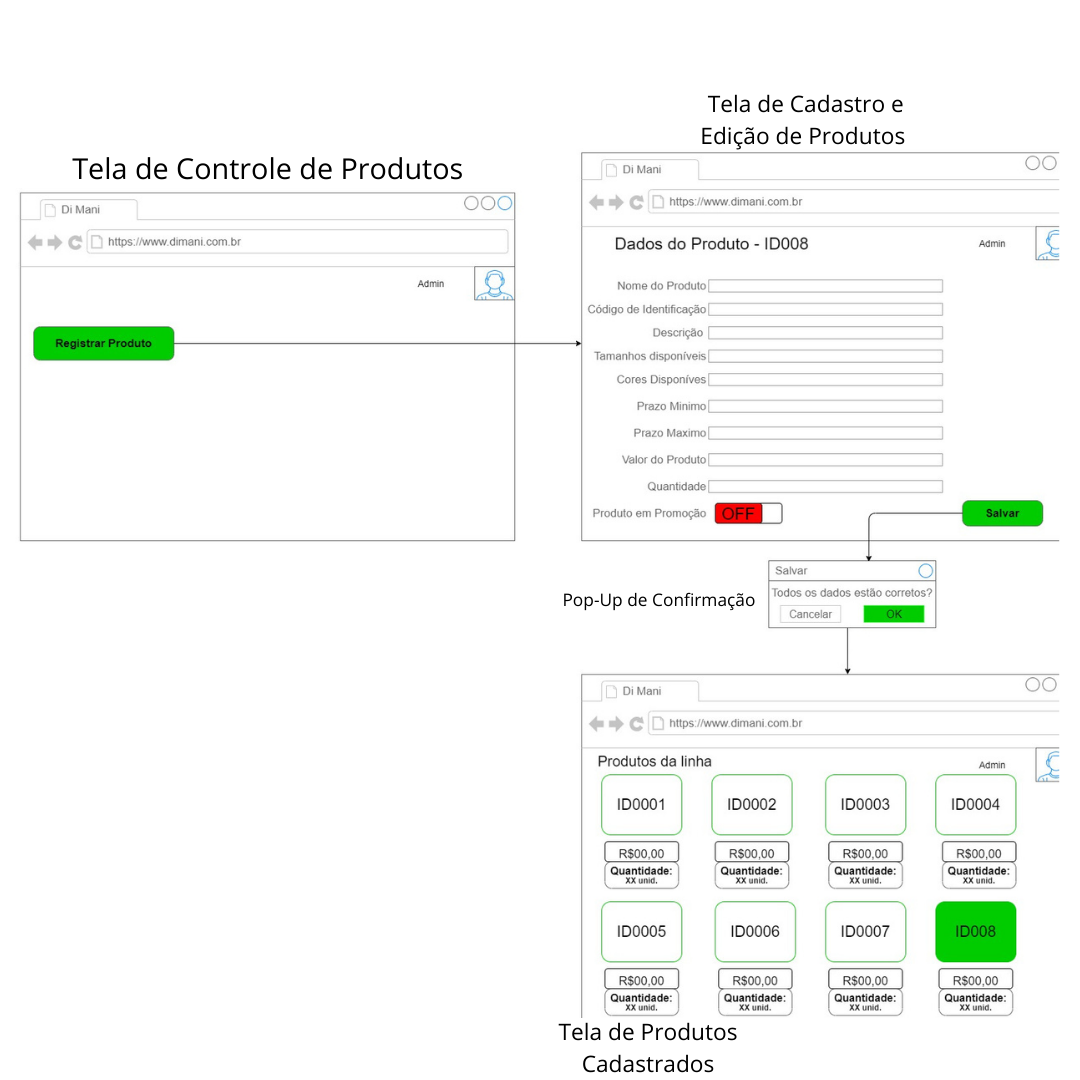 Tela de Controle de Produtos
Di Mani
https://www.dimani.com.br
Admin
Registrar Produto
Tela de Cadastro e
Edição de Produtos
Di Mani
https://www.dimani.com.br
Dados do Produto - ID008
Admin
Nome do Produto
Código de Identificação
Descrição
Tamanhos disponíveis
Cores Disponíves
Prazo Minimo
Prazo Maximo
Valor do Produto
Quantidade
Produto em Promoção OFF
Salvar
Pop-Up de Confirmação
Salvar
Todos os dados estão corretos?
Cancelar OK
Di Mani
https://www.dimani.com.br
Produtos da linha
Admin
ID0001 ID0002 ID0003 ID0004
R$00,00 R$00,00 R$00,00 R$00,00
Quantidade: Quantidade: Quantidade: Quantidade:
XX unid. XX unid. XX unid. XX unid.
ID0005 ID0006 ID0007 ID008
R$00,00 R$00,00 R$00,00 R$00,00
Quantidade: Quantidade: Quantidade: Quantidade:
XX unid. XX unid. XX unid. XX unid.
Tela de Produtos
Cadastrados